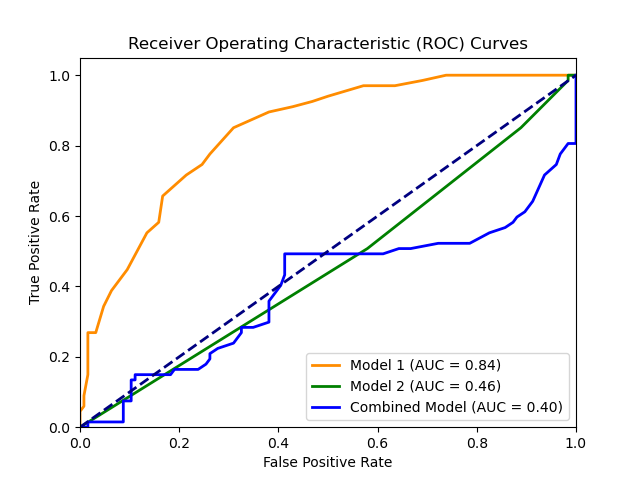 Receiver Operating Characteristic (ROC) Curves
True Positive Rate
1.0
0.8
0.6
0.4
0.2
0.0
Model 1 (AUC = 0.84)
Model 2 (AUC = 0.46)
Combined Model (AUC = 0.40)
0.0 0.2 0.4 0.6 0.8 1.0
False Positive Rate